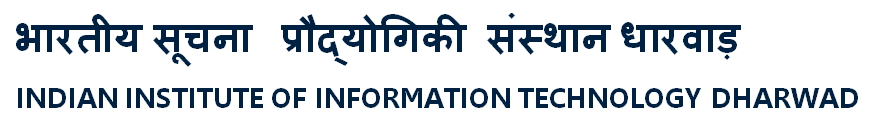 भारतीय सूचना प्रौद्योगिकी संस्थान धारवाड़
INDIAN INSTITUTE OF INFORMATION TECHNOLOGY DHARWAD